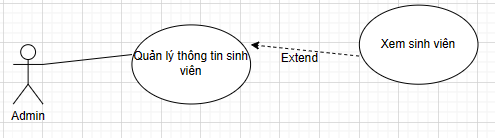 Quản lý thông tin sinh
viên
Xem sinh viên
Extend
Admin